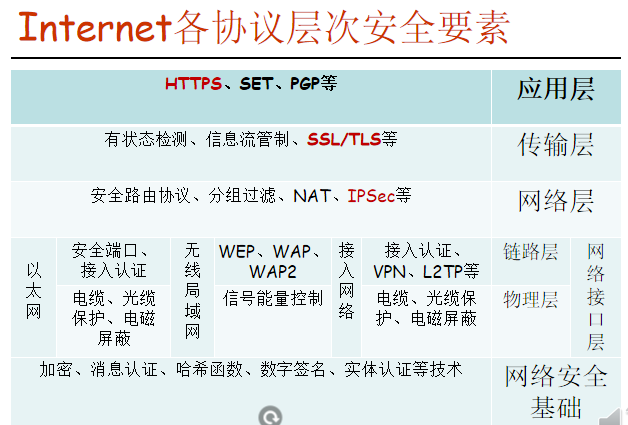 Internet各协议层次安全要素
HTTPS、SET、PGP等
应用层
有状态检测、信息流管制、SSL/TLS等
传输层
安全路由协议、分组过滤、NAT、IPSec等
网络层
以太网
安全端口、
接入认证
无线局域网
WEP、WAP、
WAP2
接入网络
接入认证、
VPN、L2TP等
链路层
网络接口层
电缆、光缆
保护、电磁
屏蔽
信号能量控制
电缆、光缆保
护、电磁屏蔽
物理层
加密、消息认证、哈希函数、数字签名、实体认证等技术
网络安全
基础